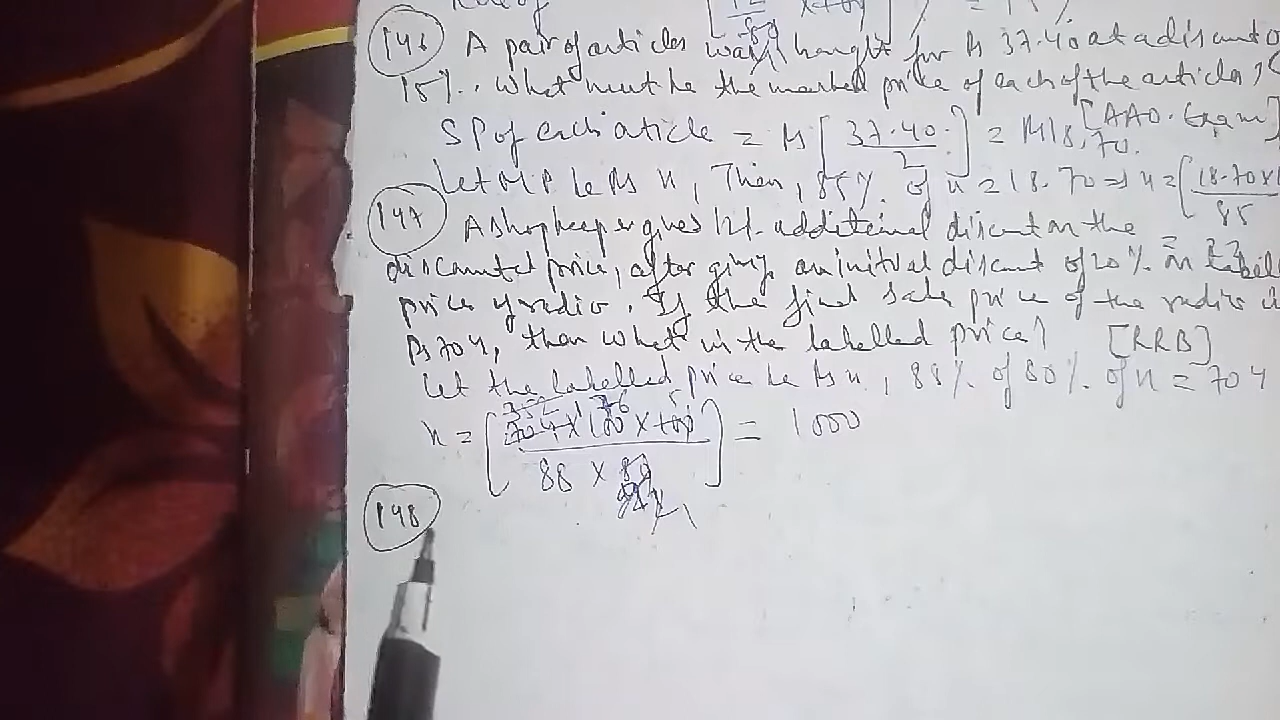 146 A pair of articles was bought for Rs 37.40 at a discount of
15%. What must be the marked price of each of the articles?
[AAO. Exam]
SP of each article = Rs [37.40/2] = Rs 18.70.
Let MP be Rs x, Then, 85% of x = 18.70 ⇒ x = [18.70 x 1
85
= 22
147 A shopkeeper gives 12% additional discount on the
discounted price, after giving an initial discount of 20% on labell
price of radio. If the final sale price of the radio is
Rs 704, then what is the labelled price? [RRB]
Let the labelled price be Rs x, 88% of 80% of x = 704
x = [704 x 100 x 100 / 88 x 80] = 1000
148